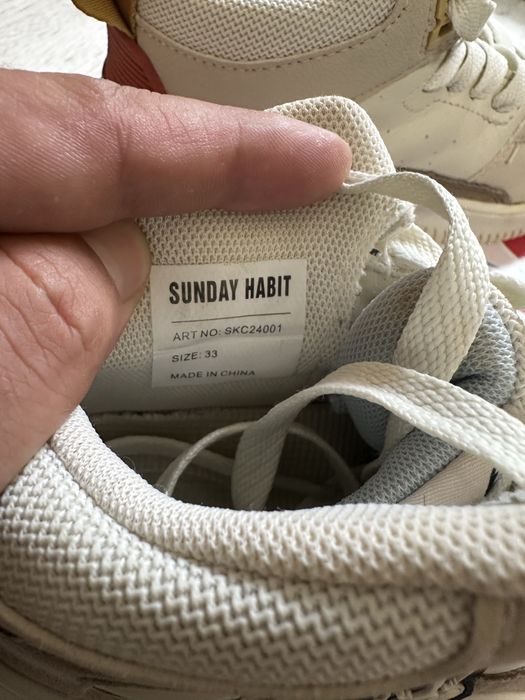 SUNDAY HABIT
ART NO: SKC24001
SIZE: 33
MADE IN CHINA